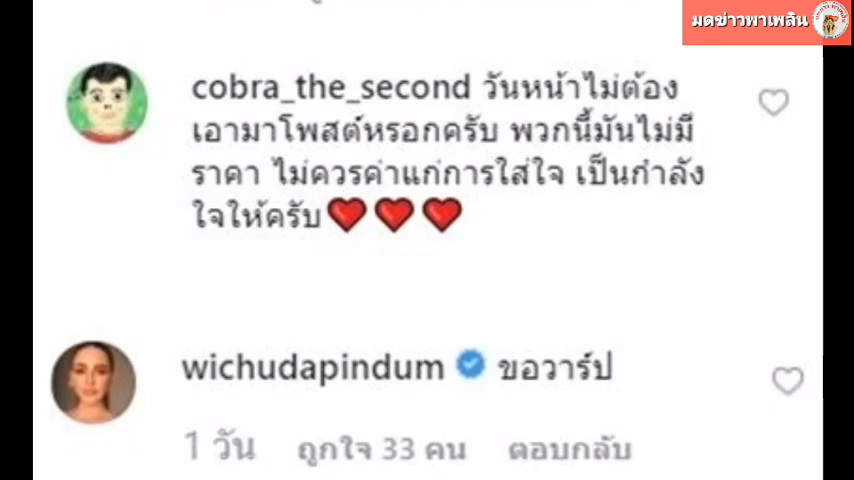 มดข่าวพาเพลิน
cobra_the_second วันหน้าไม่ต้อง
เอามาโพสต์หรอกครับ พวกนี้มันไม่มี
ราคา ไม่ควรค่าแก่การใส่ใจ เป็นกำลัง
ใจให้ครับ❤️❤️❤️
wichudapindum ขอวาร์ป
1 วัน ถูกใจ 33 คน ตอบกลับ